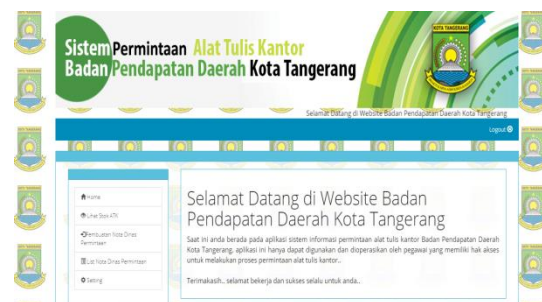 Sistem Permintaan Alat Tulis Kantor
Badan Pendapatan Daerah Kota Tangerang
KOTA TANGERANG
Selamat Datang di Website Badan Pendapatan Daerah Kota Tangerang
Logout
Home
Lihat Stok ATK
Pembuatan Nota Dinas
Permintaan
List Nota Dinas Permintaan
Setting
Selamat Datang di Website Badan
Pendapatan Daerah Kota Tangerang
Saat ini anda berada pada aplikasi sistem informasi permintaan alat tulis kantor Badan Pendapatan Daerah
Kota Tangerang, aplikasi ini hanya dapat digunakan dan dioperasikan oleh pegawai yang memiliki hak akses
untuk melakukan proses permintaan alat tulis kantor..
Terimakasih.. selamat bekerja dan sukses selalu untuk anda..